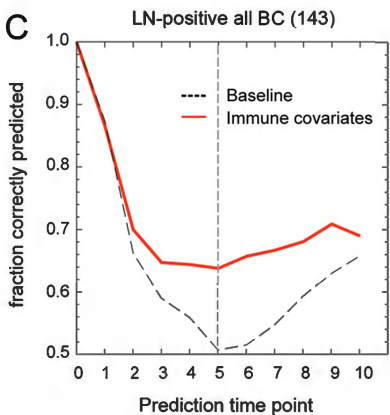 C
LN-positive all BC (143)
fraction correctly predicted
1.0
0.9
0.8
0.7
0.6
0.5
Baseline
Immune covariates
0 1 2 3 4 5 6 7 8 9 10
Prediction time point